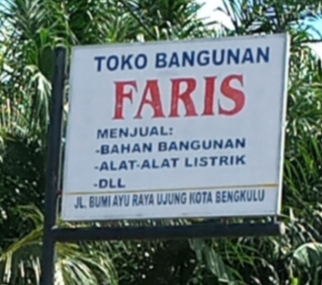 TOKO BANGUNAN
FARIS
MENJUAL:
-BAHAN BANGUNAN
-ALAT-ALAT LISTRIK
-DLL
JL. BUMI AYU RAYA UJUNG KOTA BENGKULU